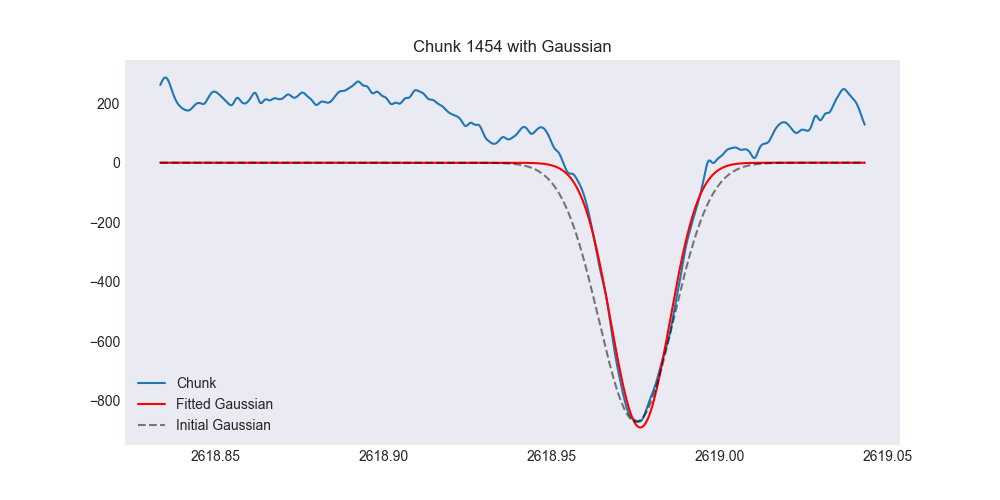 Chunk 1454 with Gaussian
200
0
−200
−400
−600
−800
Chunk
Fitted Gaussian
Initial Gaussian
2618.85
2618.90
2618.95
2619.00
2619.05